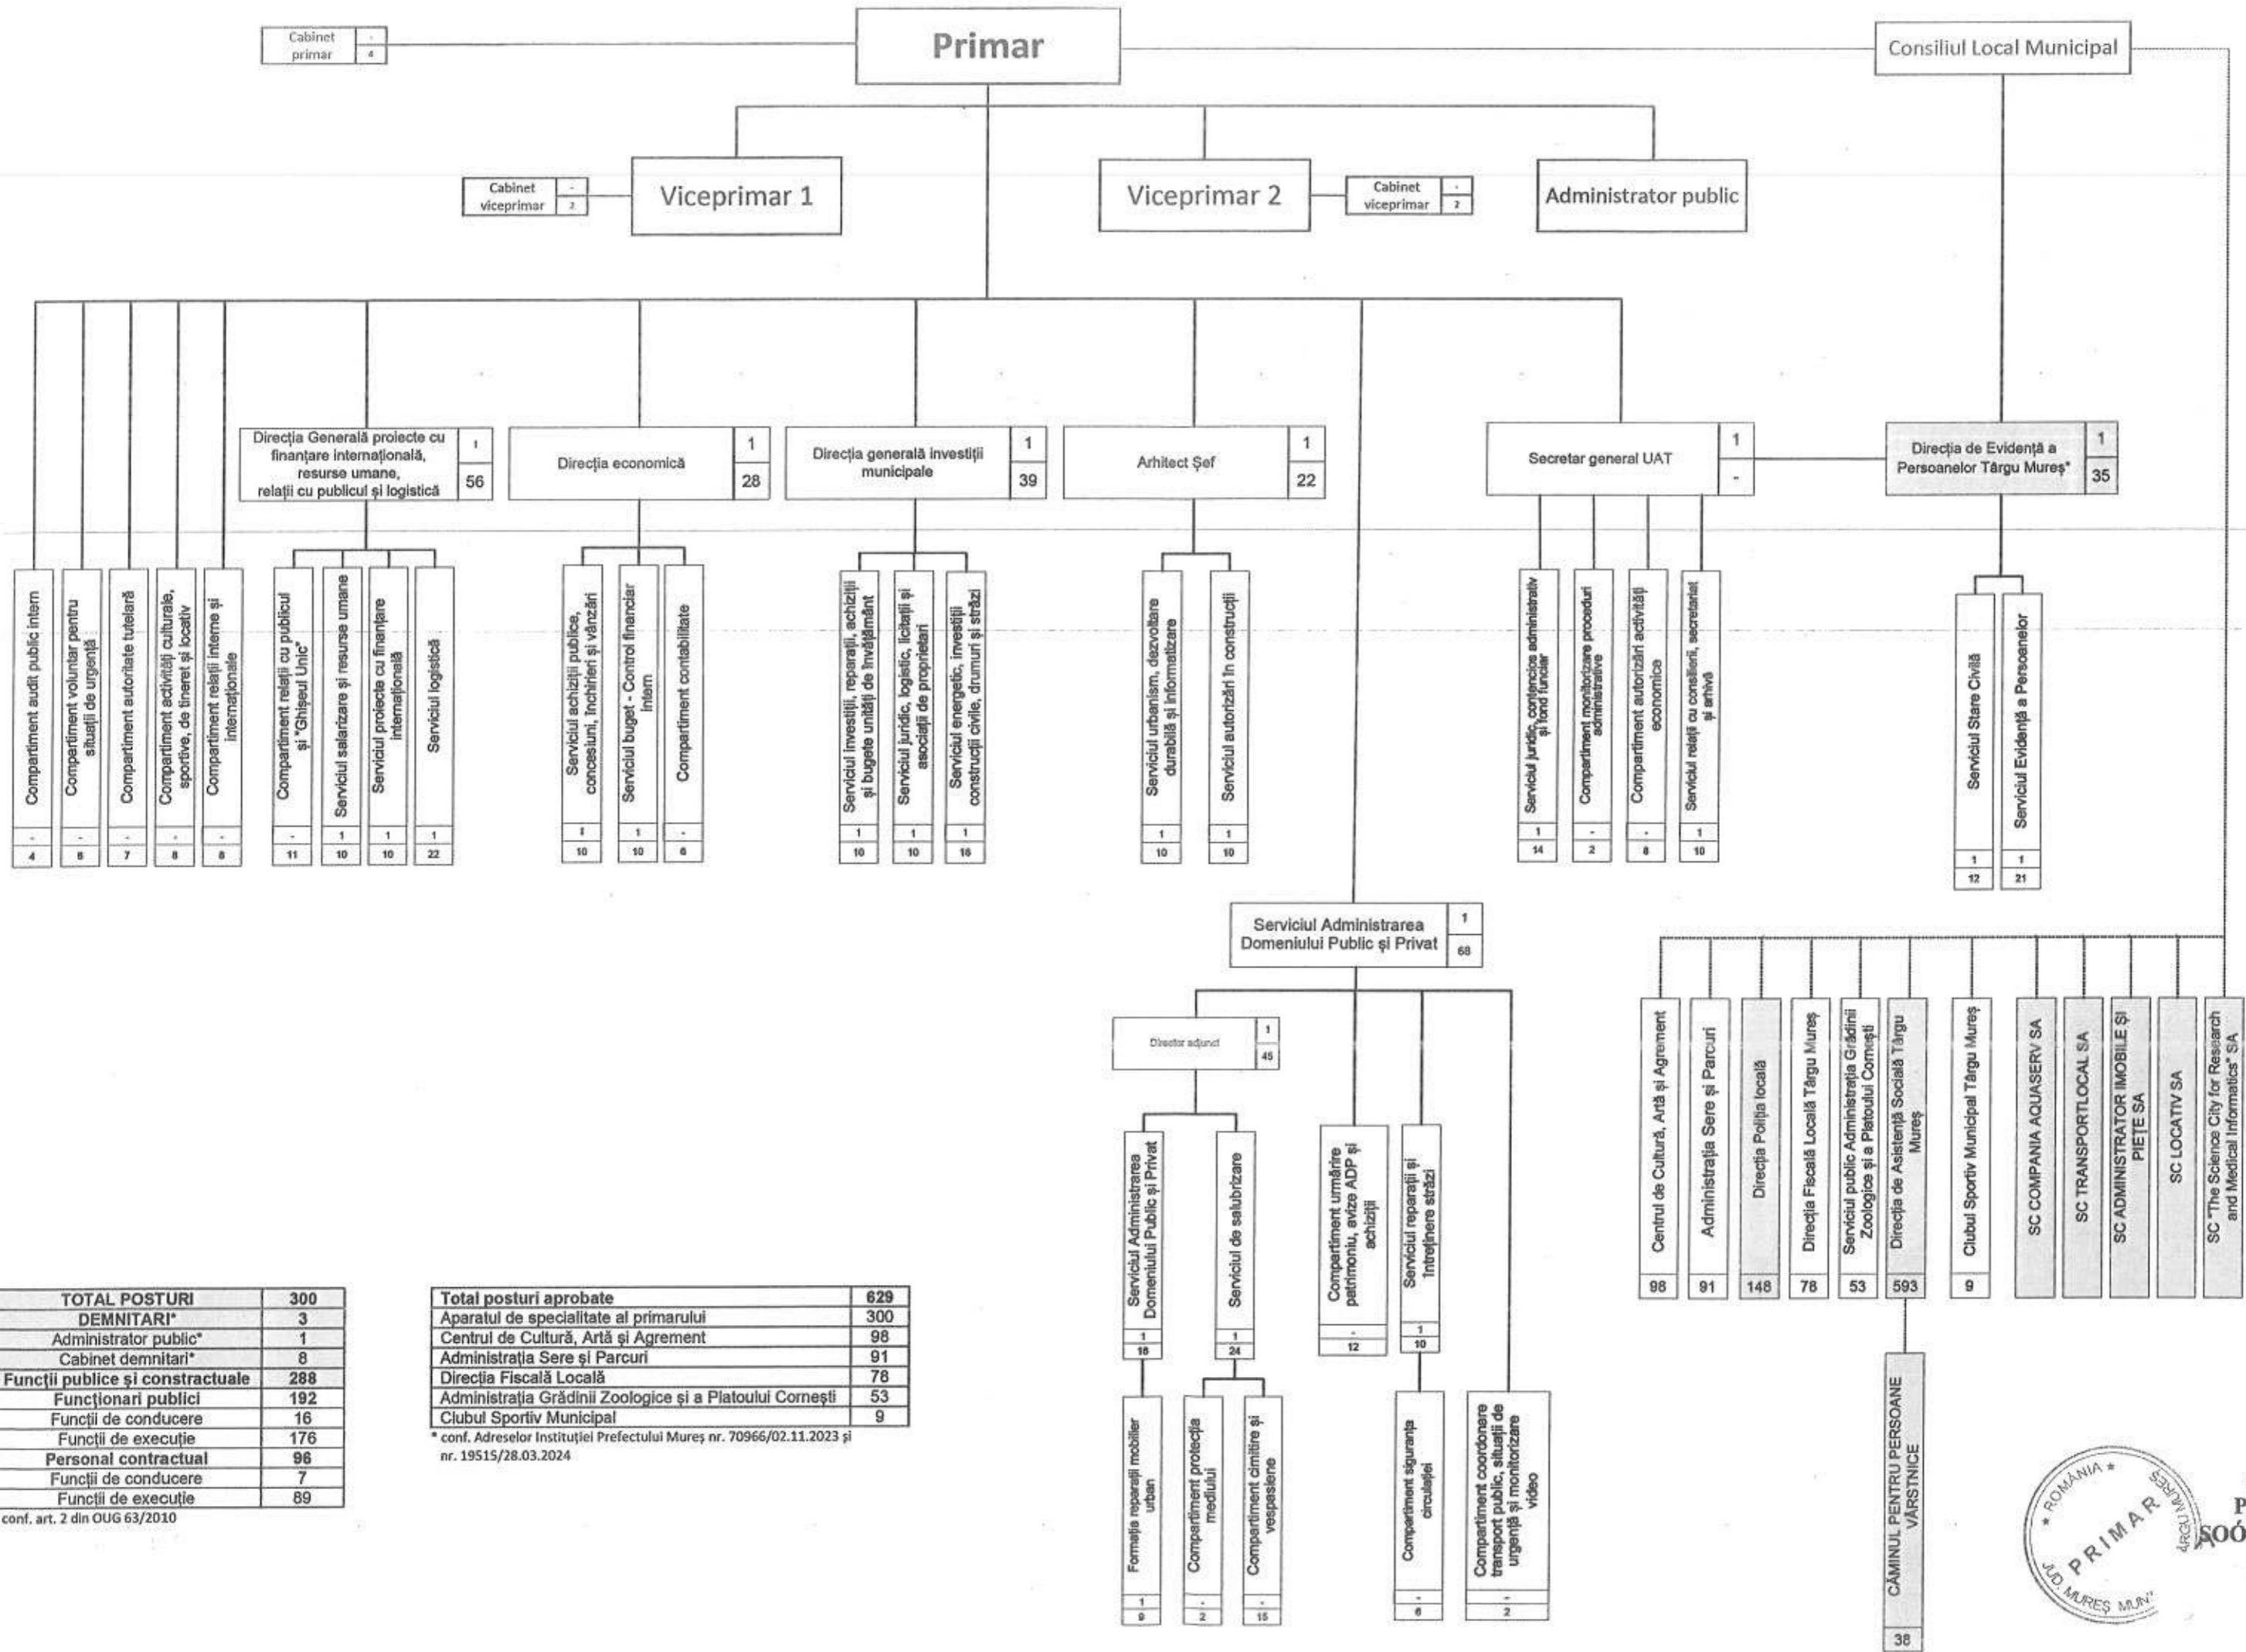 Cabinet
primar
-
4
Primar
Consiliul Local Municipal
Cabinet
viceprimar
-
2
Viceprimar 1
Viceprimar 2
Cabinet
viceprimar
-
2
Administrator public
Direcția Generală proiecte cu
finanțare internațională,
resurse umane,
relații cu publicul și logistică
1
56
Direcția economică
1
28
Direcția generală investiții
municipale
1
39
Arhitect Șef
1
22
Secretar general UAT
1
-
Direcția de Evidență a
Persoanelor Târgu Mureș*
1
35
Compartiment audit public intern
-
4
Compartiment voluntar pentru
situații de urgență
-
Compartiment autoritate tutelară
-
7
Compartiment activități culturale,
sportive, de tineret și locativ
-
8
Compartiment relații interne și
internaționale
-
Compartiment relații cu publicul
și "Ghișeul Unic"
-
11
Serviciul salarizare și resurse umane
1
10
Serviciul proiecte cu finanțare
internațională
1
10
Serviciul logistică
1
22
Serviciul achiziții publice,
concesiuni, închirieri și vânzări
1
10
Serviciul buget - Control financiar
intern
1
10
Compartiment contabilitate
-
6
Serviciul investiții, reparații, achiziții
și bugete unități de învățământ
1
10
Serviciul juridic, logistic, licitații și
asociații de proprietari
1
10
Serviciul energetic, investiții
construcții civile, drumuri și străzi
1
16
Serviciul urbanism, dezvoltare
durabilă și informatizare
1
10
Serviciul autorizări în construcții
1
10
Serviciul juridic, contencios administrativ
și fond funciar
1
14
Compartiment monitorizare proceduri
administrative
-
2
Compartiment autorizări activități
economice
-
8
Serviciul relații cu consilierii, secretariat
și arhivă
1
10
Serviciul Stare Civilă
1
12
Serviciul Evidență a Persoanelor
1
21
Serviciul Administrarea
Domeniului Public și Privat
1
68
Director adjunct
1
45
Serviciul Administrarea
Domeniului Public și Privat
1
18
Serviciul de salubrizare
1
24
Compartiment urmărire
patrimoniu, avize ADP și
achiziții
-
12
Serviciul reparații și
întreținere străzi
1
10
Formația reparații mobilier
urban
1
9
Compartiment protecția
mediului
-
2
Compartiment cimitire și
vespasiene
-
15
Compartiment siguranța
circulației
-
6
Compartiment coordonare
transport public, situații de
urgență și monitorizare
video
-
2
Centrul de Cultură, Artă și Agrement
98
Administrația Sere și Parcuri
91
Direcția Poliția locală
148
Direcția Fiscală Locală Târgu Mureș
78
Serviciul public Administrația Grădinii
Zoologice și a Platoului Cornești
53
Direcția de Asistență Socială Târgu
Mureș
593
Clubul Sportiv Municipal Târgu Mureș
9
SC COMPANIA AQUASERV SA
SC TRANSPORTLOCAL SA
SC ADMINISTRATOR IMOBILE ȘI
PIEȚE SA
SC LOCATIV SA
SC "The Science City for Research
and Medical Informatics" SA
CĂMINUL PENTRU PERSOANE
VÂRSTNICE
38
TOTAL POSTURI 300
DEMNITARI* 3
Administrator public* 1
Cabinet demnitari* 8
Funcții publice și constractuale 288
Funcționari publici 192
Funcții de conducere 16
Funcții de execuție 176
Personal contractual 96
Funcții de conducere 7
Funcții de execuție 89
conf. art. 2 din OUG 63/2010
Total posturi aprobate 629
Aparatul de specialitate al primarului 300
Centrul de Cultură, Artă și Agrement 98
Administrația Sere și Parcuri 91
Direcția Fiscală Locală 78
Administrația Grădinii Zoologice și a Platoului Cornești 53
Clubul Sportiv Municipal 9
* conf. Adreselor Instituției Prefectului Mureș nr. 70966/02.11.2023 și
nr. 19515/28.03.2024
* ROMÂNIA *
PRIMAR
JUD. MUREȘ
P
SOÓ